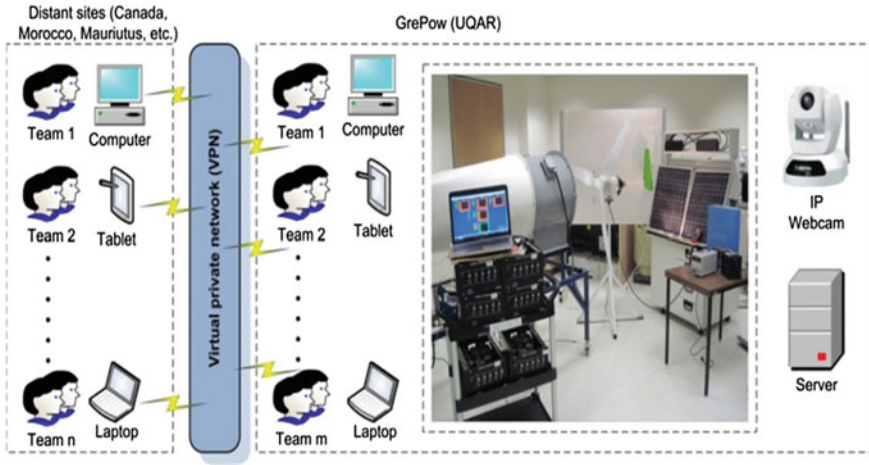 Distant sites (Canada,
Morocco, Mauriutus, etc.)
GrePow (UQAR)
Team 1
Computer
Team 2
Tablet
Team n
Laptop
Virtual private network (VPN)
Team 1
Computer
Team 2
Tablet
Team m
Laptop
IP
Webcam
Server